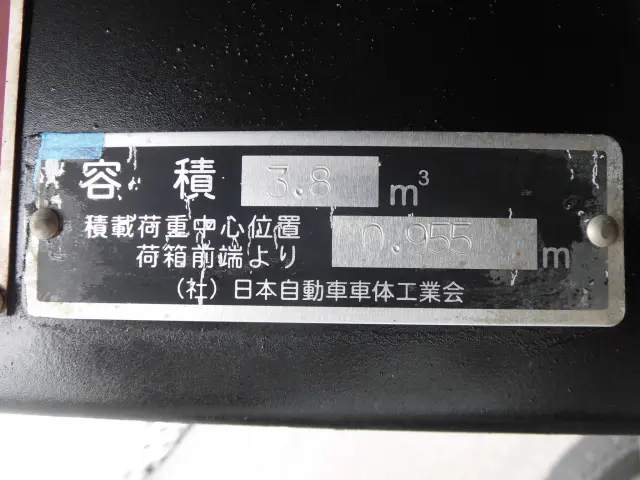 容積 3.8 m³
積載荷重中心位置
荷箱前端より 0.955 m
(社)日本自動車車体工業会